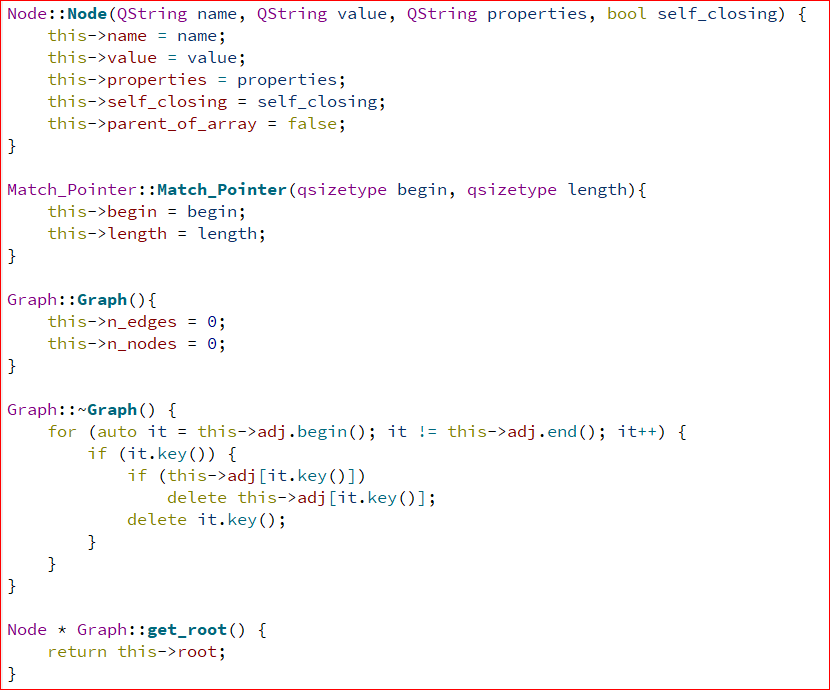 Node::Node(QString name, QString value, QString properties, bool self_closing) {
    this->name = name;
    this->value = value;
    this->properties = properties;
    this->self_closing = self_closing;
    this->parent_of_array = false;
}

Match_Pointer::Match_Pointer(qsizetype begin, qsizetype length){
    this->begin = begin;
    this->length = length;
}

Graph::Graph(){
    this->n_edges = 0;
    this->n_nodes = 0;
}

Graph::~Graph() {
    for (auto it = this->adj.begin(); it != this->adj.end(); it++) {
        if (it.key()) {
            if (this->adj[it.key()])
                delete this->adj[it.key()];
            delete it.key();
        }
    }
}

Node * Graph::get_root() {
    return this->root;
}